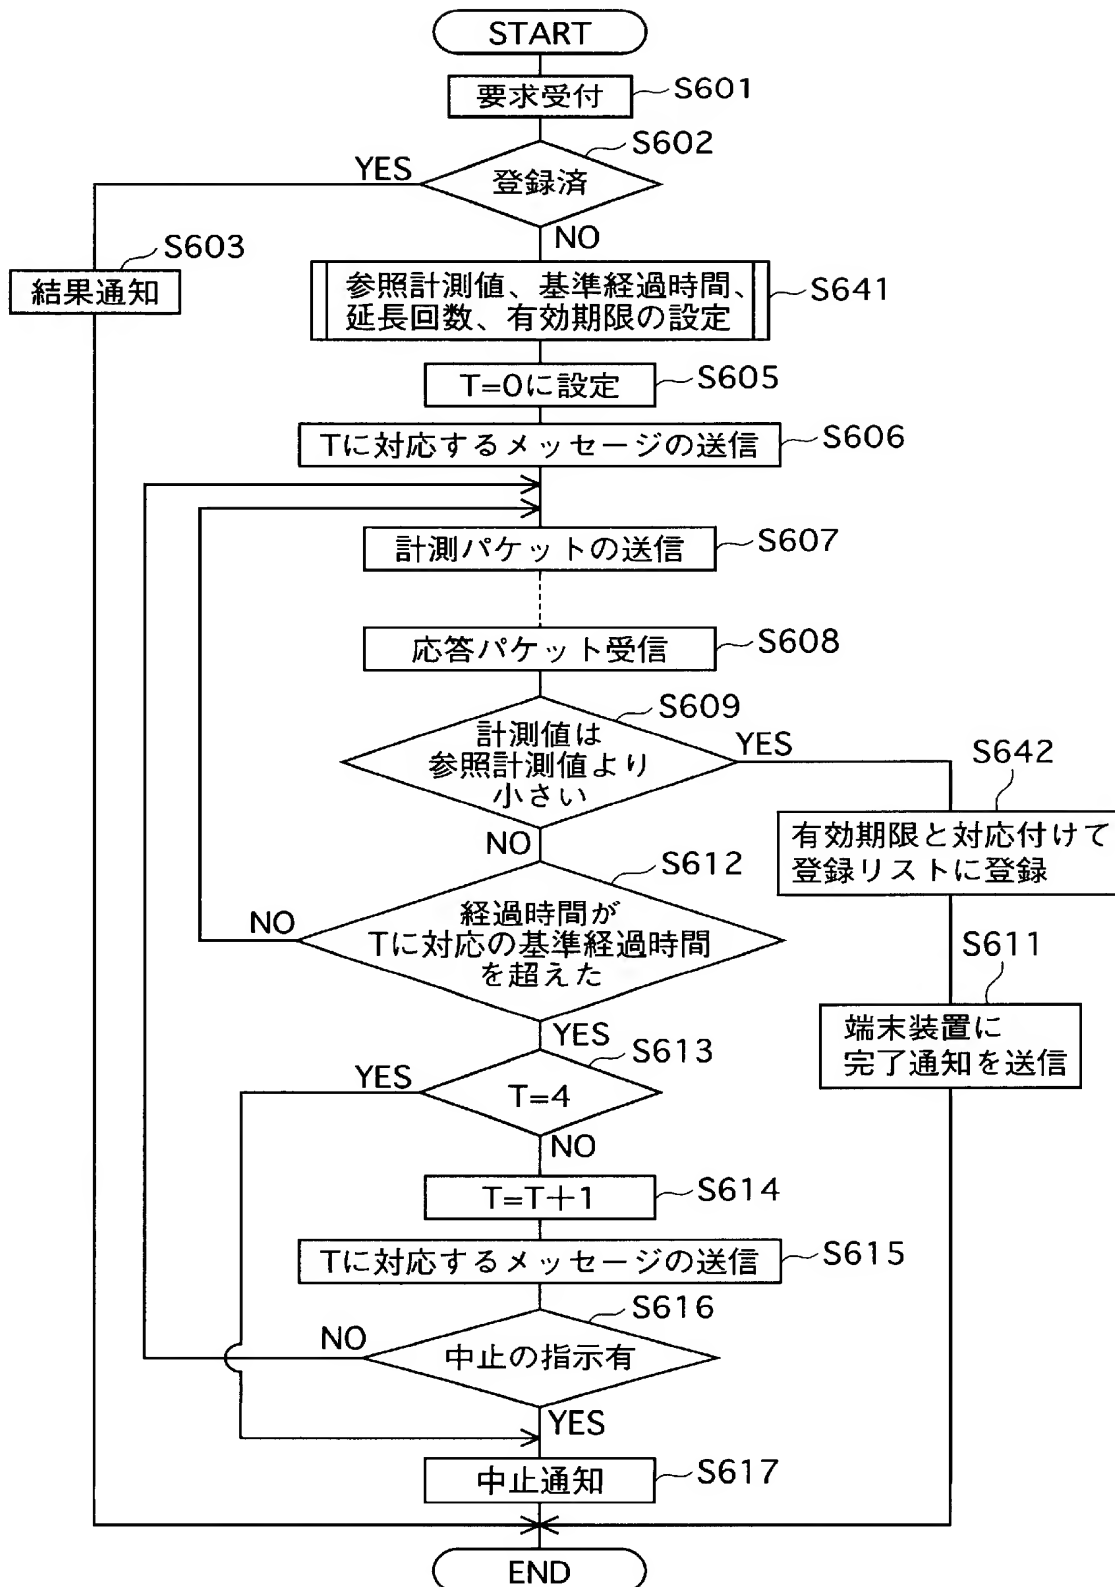 START
要求受付
S601
S602
YES
登録済
NO
S603
結果通知
参照計測値、基準経過時間、
延長回数、有効期限の設定
S641
T=0に設定
S605
Tに対応するメッセージの送信
S606
計測パケットの送信
S607
応答パケット受信
S608
S609
計測値は
参照計測値より
小さい
YES
NO
S642
有効期限と対応付けて
登録リストに登録
S612
経過時間が
Tに対応の基準経過時間
を超えた
NO
YES
S611
端末装置に
完了通知を送信
S613
YES
T=4
NO
T=T+1
S614
Tに対応するメッセージの送信
S615
S616
NO
中止の指示有
YES
中止通知
S617
END